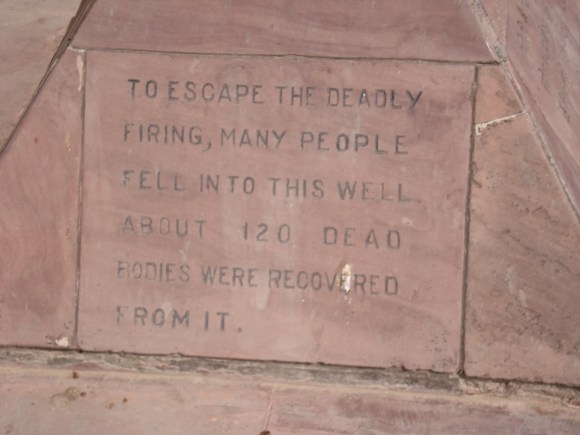 TO ESCAPE THE DEADLY
FIRING, MANY PEOPLE
FELL INTO THIS WELL.
ABOUT 120 DEAD
BODIES WERE RECOVERED
FROM IT.